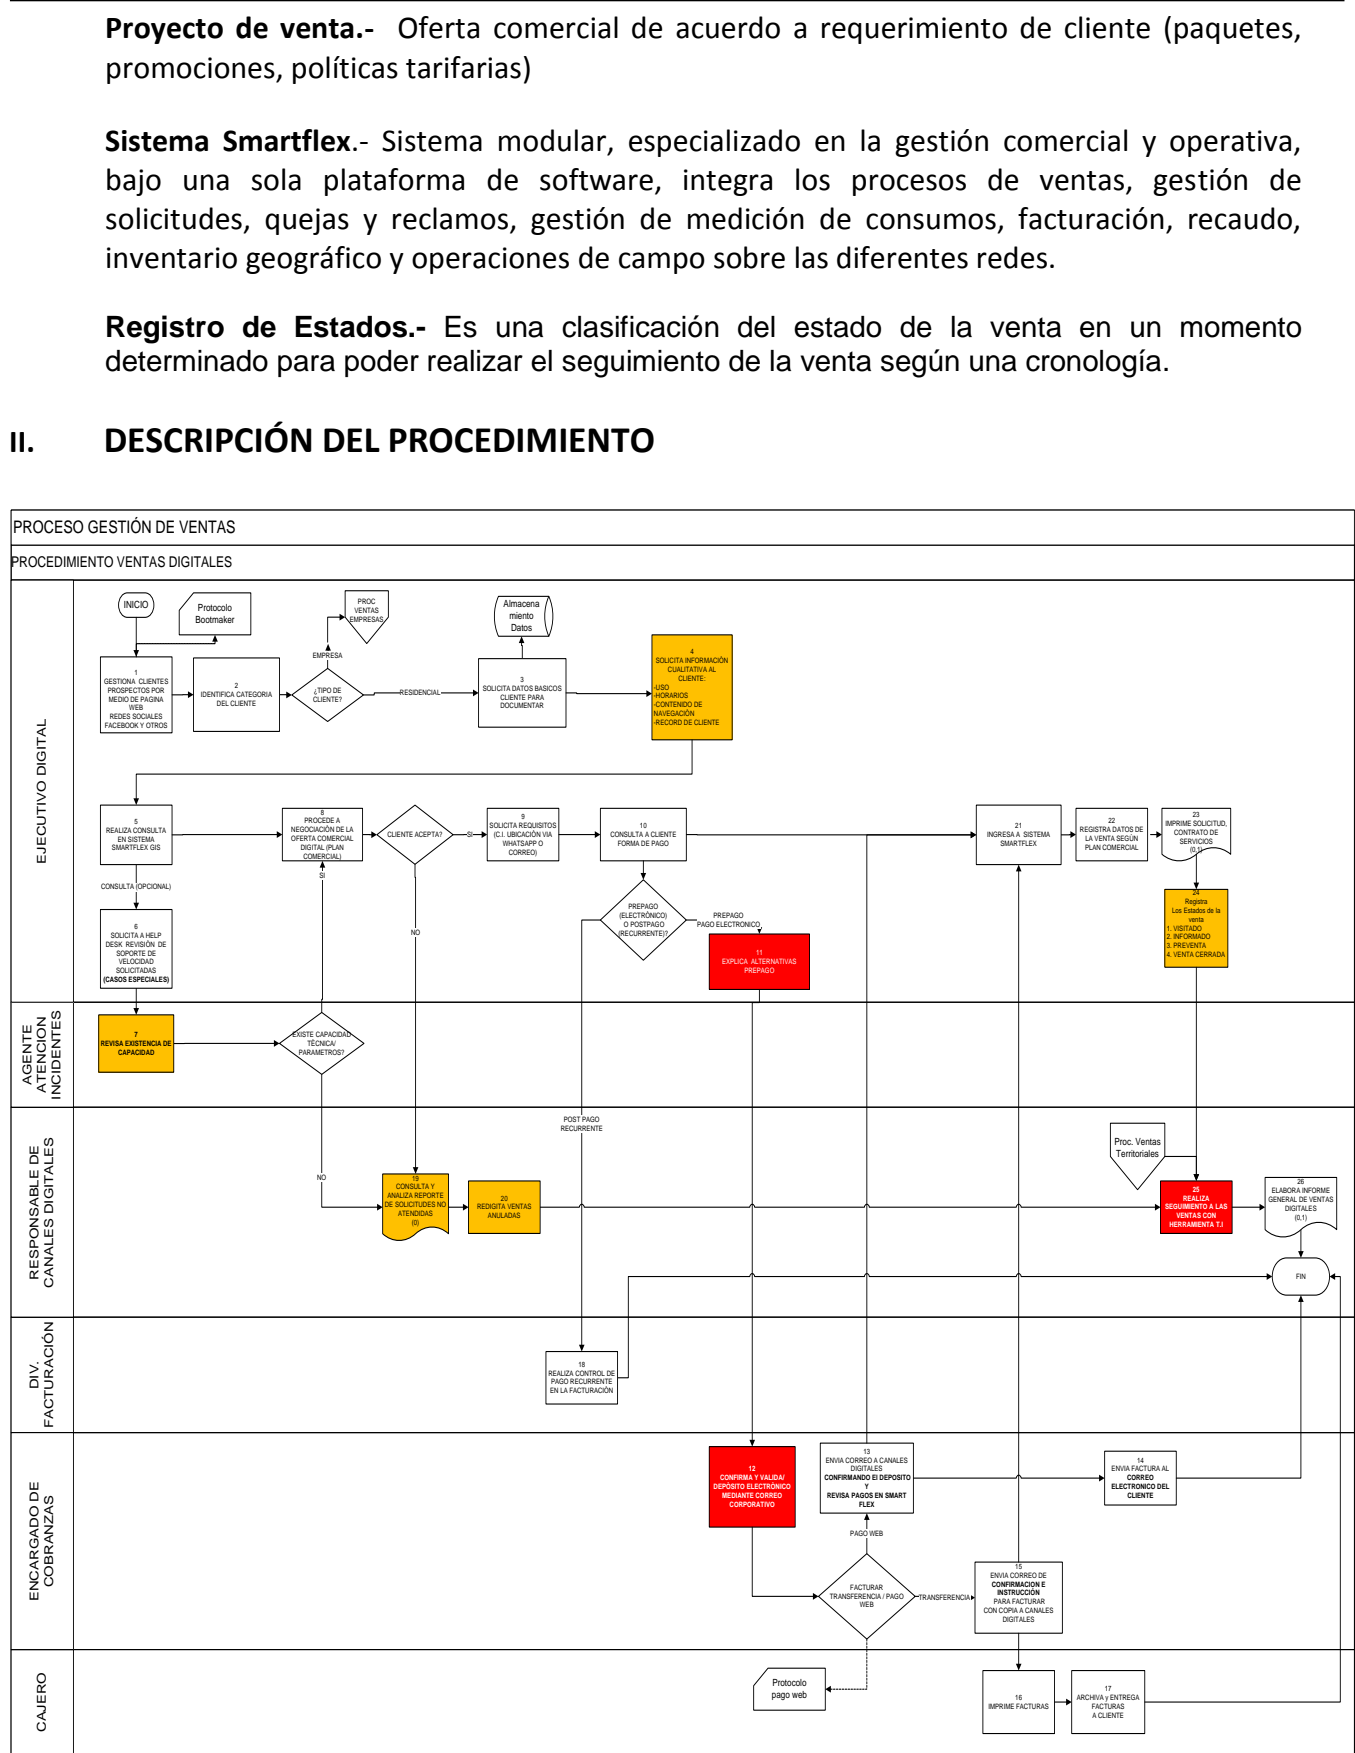 Proyecto de venta.- Oferta comercial de acuerdo a requerimiento de cliente (paquetes,
promociones, políticas tarifarias)
Sistema Smartflex.- Sistema modular, especializado en la gestión comercial y operativa,
bajo una sola plataforma de software, integra los procesos de ventas, gestión de
solicitudes, quejas y reclamos, gestión de medición de consumos, facturación, recaudo,
inventario geográfico y operaciones de campo sobre las diferentes redes.
Registro de Estados.- Es una clasificación del estado de la venta en un momento
determinado para poder realizar el seguimiento de la venta según una cronología.
II. DESCRIPCIÓN DEL PROCEDIMIENTO
PROCESO GESTIÓN DE VENTAS
PROCEDIMIENTO VENTAS DIGITALES
EJECUTIVO DIGITAL
INICIO
Protocolo
Bootmaker
PROC
VENTAS
EMPRESAS
Almacena
miento
Datos
1
GESTIONA CLIENTES
PROSPECTOS POR
MEDIO DE PAGINA
WEB
REDES SOCIALES
FACEBOOK Y OTROS
2
IDENTIFICA CATEGORIA
DEL CLIENTE
EMPRESA
¿TIPO DE
CLIENTE?
RESIDENCIAL
3
SOLICITA DATOS BASICOS
CLIENTE PARA
DOCUMENTAR
4
SOLICITA INFORMACIÓN
CUALITATIVA AL
CLIENTE:
-USO
-HORARIOS
-CONTENIDO DE
NAVEGACIÓN
-RECORD DE CLIENTE
5
REALIZA CONSULTA
EN SISTEMA
SMARTFLEX GIS
8
PROCEDE A
NEGOCIACIÓN DE LA
OFERTA COMERCIAL
DIGITAL (PLAN
COMERCIAL)
CLIENTE ACEPTA?
SI
9
SOLICITA REQUISITOS
(C.I. UBICACIÓN VIA
WHATSAPP O
CORREO)
10
CONSULTA A CLIENTE
FORMA DE PAGO
21
INGRESA A SISTEMA
SMARTFLEX
22
REGISTRA DATOS DE
LA VENTA SEGÚN
PLAN COMERCIAL
23
IMPRIME SOLICITUD,
CONTRATO DE
SERVICIOS
(0,1)
CONSULTA (OPCIONAL)
SI
NO
6
SOLICITA A HELP
DESK REVISIÓN DE
SOPORTE DE
VELOCIDAD
SOLICITADAS
(CASOS ESPECIALES)
PREPAGO
(ELECTRÓNICO)
O POSTPAGO
(RECURRENTE)?
PREPAGO
PAGO ELECTRONICO
11
EXPLICA ALTERNATIVAS
PREPAGO
24
Registra
Los Estados de la
venta
1. VISITADO
2. INFORMADO
3. PREVENTA
4. VENTA CERRADA
AGENTE
ATENCION
INCIDENTES
7
REVISA EXISTENCIA DE
CAPACIDAD
EXISTE CAPACIDAD
TÉCNICA/
PARAMETROS?
RESPONSABLE DE
CANALES DIGITALES
POST PAGO
RECURRENTE
Proc. Ventas
Territoriales
NO
19
CONSULTA Y
ANALIZA REPORTE
DE SOLICITUDES NO
ATENDIDAS
(0)
20
REDIGITA VENTAS
ANULADAS
25
REALIZA
SEGUIMIENTO A LAS
VENTAS CON
HERRAMIENTA T.I
26
ELABORA INFORME
GENERAL DE VENTAS
DIGITALES
(0,1)
FIN
DIV.
FACTURACIÓN
18
REALIZA CONTROL DE
PAGO RECURRENTE
EN LA FACTURACIÓN
ENCARGADO DE
COBRANZAS
12
CONFIRMA Y VALIDA/
DEPÓSITO ELECTRÓNICO
MEDIANTE CORREO
CORPORATIVO
13
ENVIA CORREO A CANALES
DIGITALES
CONFIRMANDO El DEPOSITO
Y
REVISA PAGOS EN SMART
FLEX
14
ENVIA FACTURA AL
CORREO
ELECTRONICO DEL
CLIENTE
PAGO WEB
FACTURAR
TRANSFERENCIA / PAGO
WEB
TRANSFERENCIA
15
ENVIA CORREO DE
CONFIRMACION E
INSTRUCCIÓN
PARA FACTURAR
CON COPIA A CANALES
DIGITALES
CAJERO
Protocolo
pago web
16
IMPRIME FACTURAS
17
ARCHIVA y ENTREGA
FACTURAS
A CLIENTE